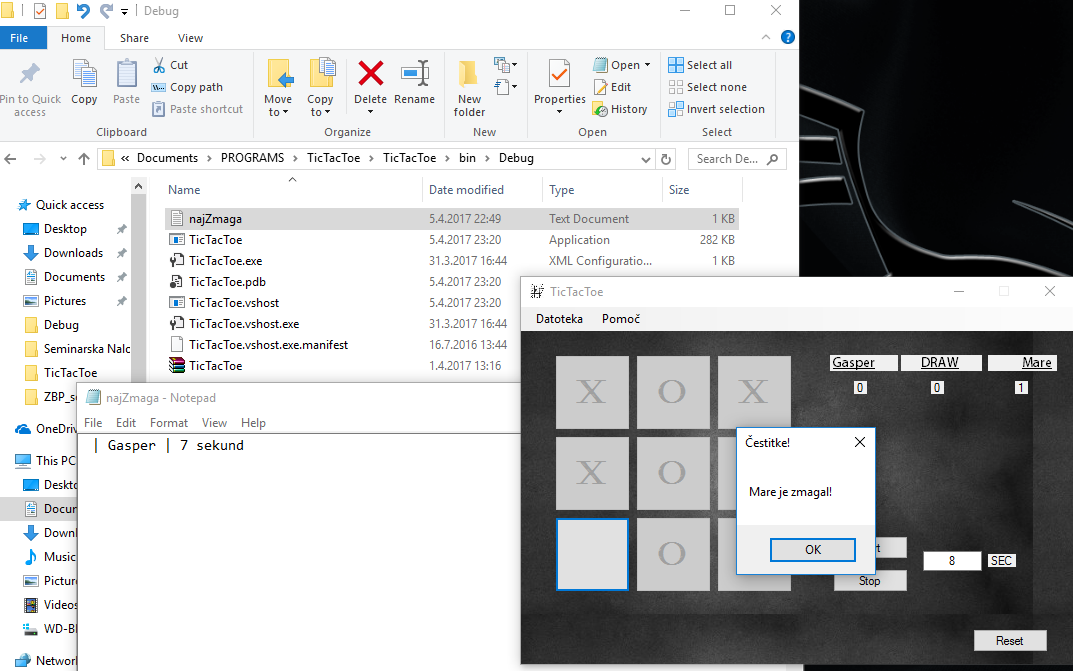 Debug
File Home Share View
Pin to Quick access
Copy
Paste
Cut
Copy path
Paste shortcut
Clipboard
Move to
Copy to
Delete
Rename
Organize
New folder
New
Properties
Open
Edit
History
Open
Select all
Select none
Invert selection
Select
« Documents > PROGRAMS > TicTacToe > TicTacToe > bin > Debug
Search De...
Quick access
Desktop
Downloads
Documents
Pictures
Debug
Seminarska Nalo
TicTacToe
ZBP_s
OneDriv
This PC
Deskto
Docum
Downl
Music
Picture
Videos
WD-Bl
Network
Name Date modified Type Size
najZmaga 5.4.2017 22:49 Text Document 1 KB
TicTacToe 5.4.2017 23:20 Application 282 KB
TicTacToe.exe 31.3.2017 16:44 XML Configuratio... 1 KB
TicTacToe.pdb 5.4.2017 23:20
TicTacToe.vshost 5.4.2017 23:20
TicTacToe.vshost.exe 31.3.2017 16:44
TicTacToe.vshost.exe.manifest 16.7.2016 13:44
TicTacToe 1.4.2017 13:16
najZmaga - Notepad
File Edit Format View Help
| Gasper | 7 sekund
TicTacToe
Datoteka Pomoč
X O X
X O
O
Gasper DRAW Mare
0 0 1
Čestitke!
Mare je zmagal!
OK
rt
Stop
8 SEC
Reset